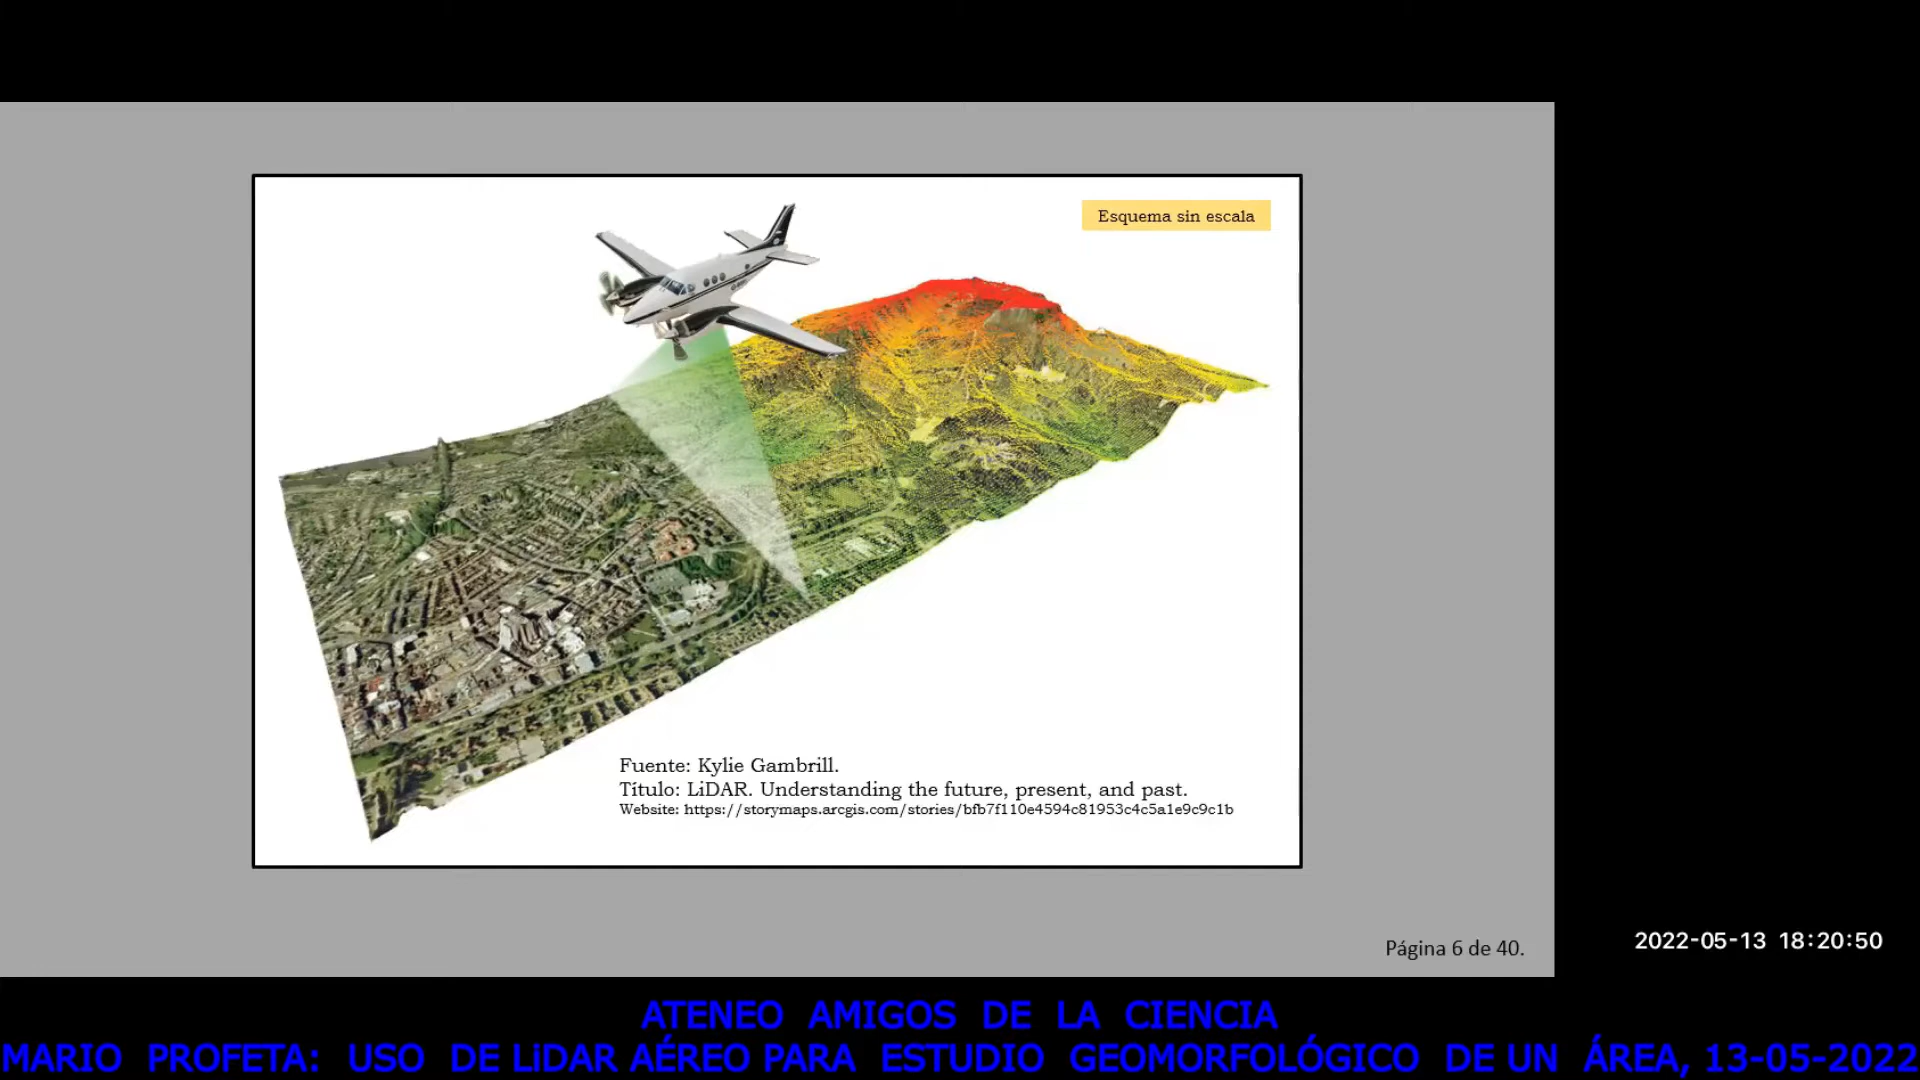 Esquema sin escala
Fuente: Kylie Gambrill.
Título: LiDAR. Understanding the future, present, and past.
Website: https://storymaps.arcgis.com/stories/bfb7f110e4594c81953c4c5a1e9c9c1b
Página 6 de 40.
2022-05-13 18:20:50
ATENEO AMIGOS DE LA CIENCIA
MARIO PROFETA: USO DE LiDAR AÉREO PARA ESTUDIO GEOMORFOLÓGICO DE UN ÁREA, 13-05-2022